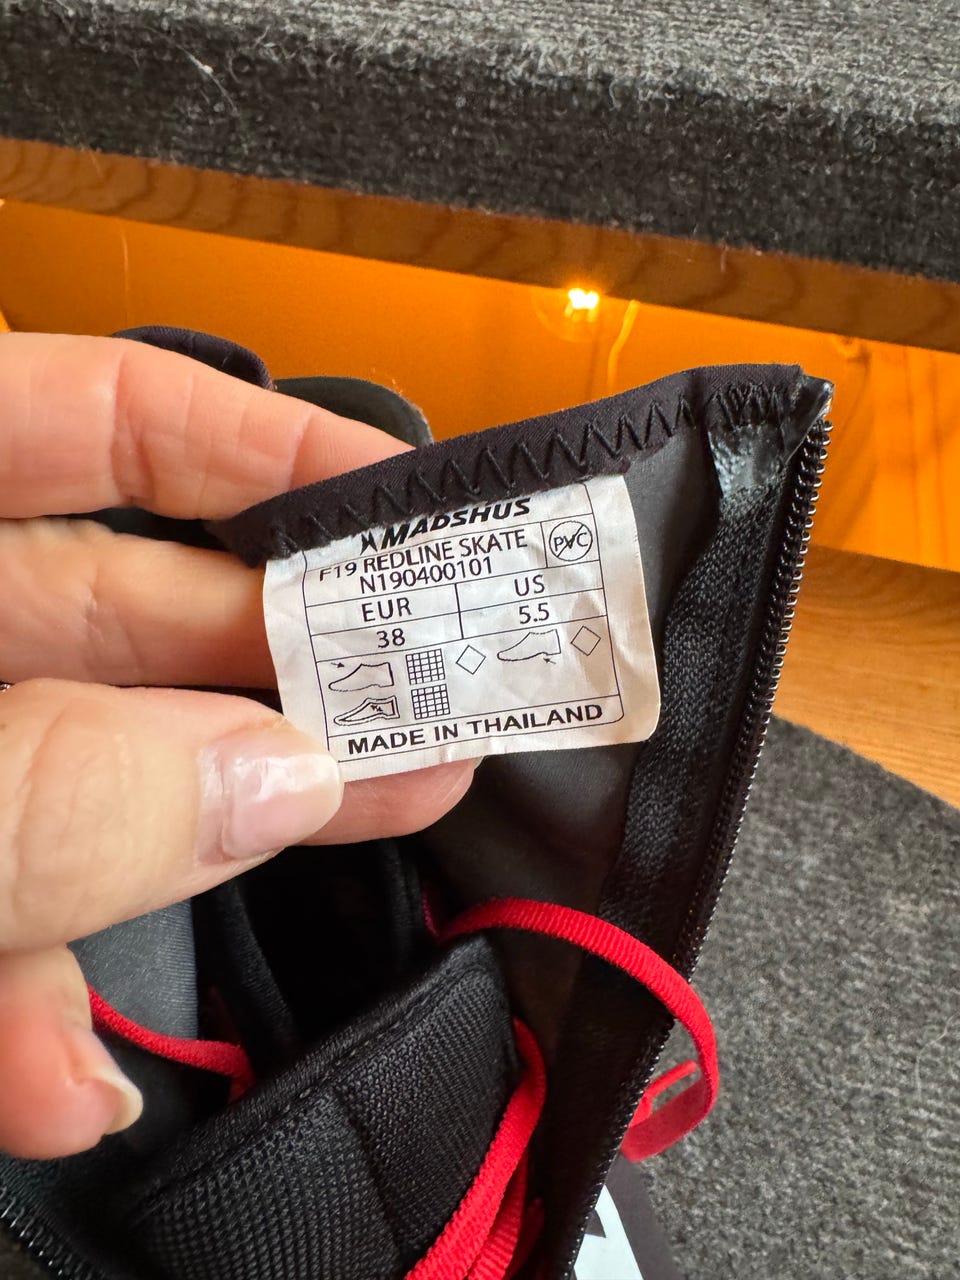 MADSHUS
F19 REDLINE SKATE
N190400101
PVC
EUR US
38 5.5
MADE IN THAILAND